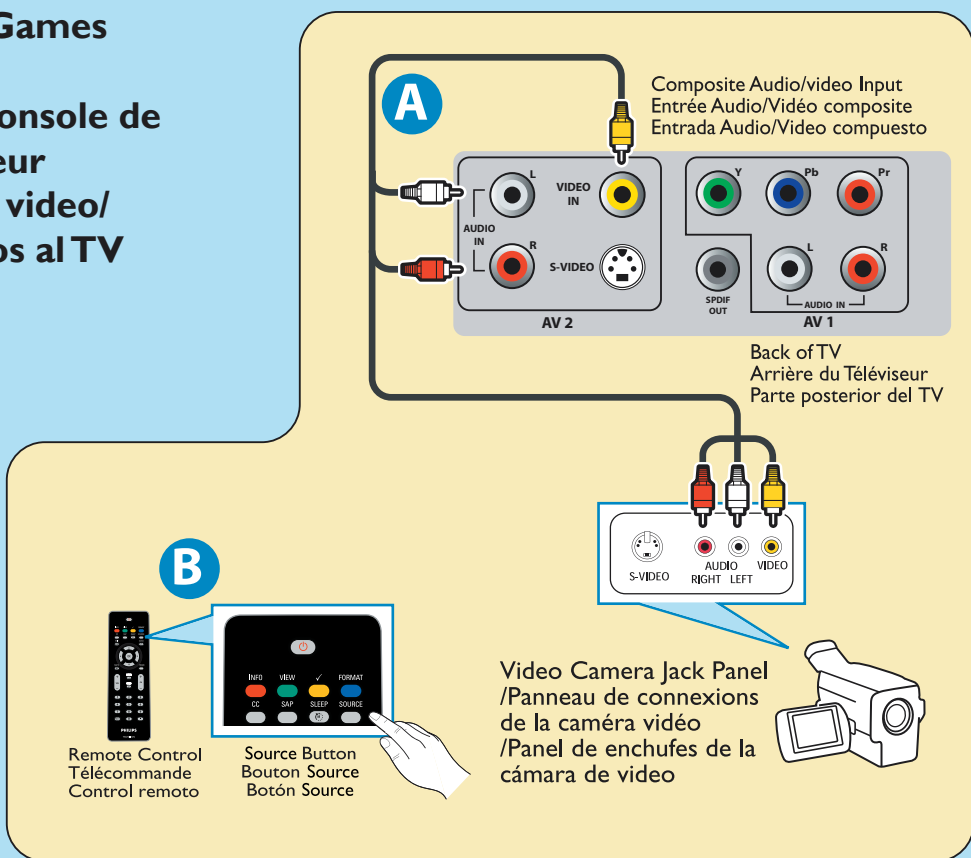 Games
onsole de
eur
video/
os al TV
A
Composite Audio/video Input
Entrée Audio/Vidéo composite
Entrada Audio/Video compuesto
L
VIDEO
IN
AUDIO
IN
R
S-VIDEO
AV 2
Y
Pb
Pr
SPDIF
OUT
L
R
AUDIO IN
AV 1
Back of TV
Arrière du Téléviseur
Parte posterior del TV
S-VIDEO
AUDIO
RIGHT LEFT
VIDEO
Video Camera Jack Panel
/Panneau de connexions
de la caméra vidéo
/Panel de enchufes de la
cámara de video
B
INFO VIEW ✓ FORMAT
CC SAP SLEEP SOURCE
PHILIPS
Remote Control
Télécommande
Control remoto
Source Button
Bouton Source
Botón Source